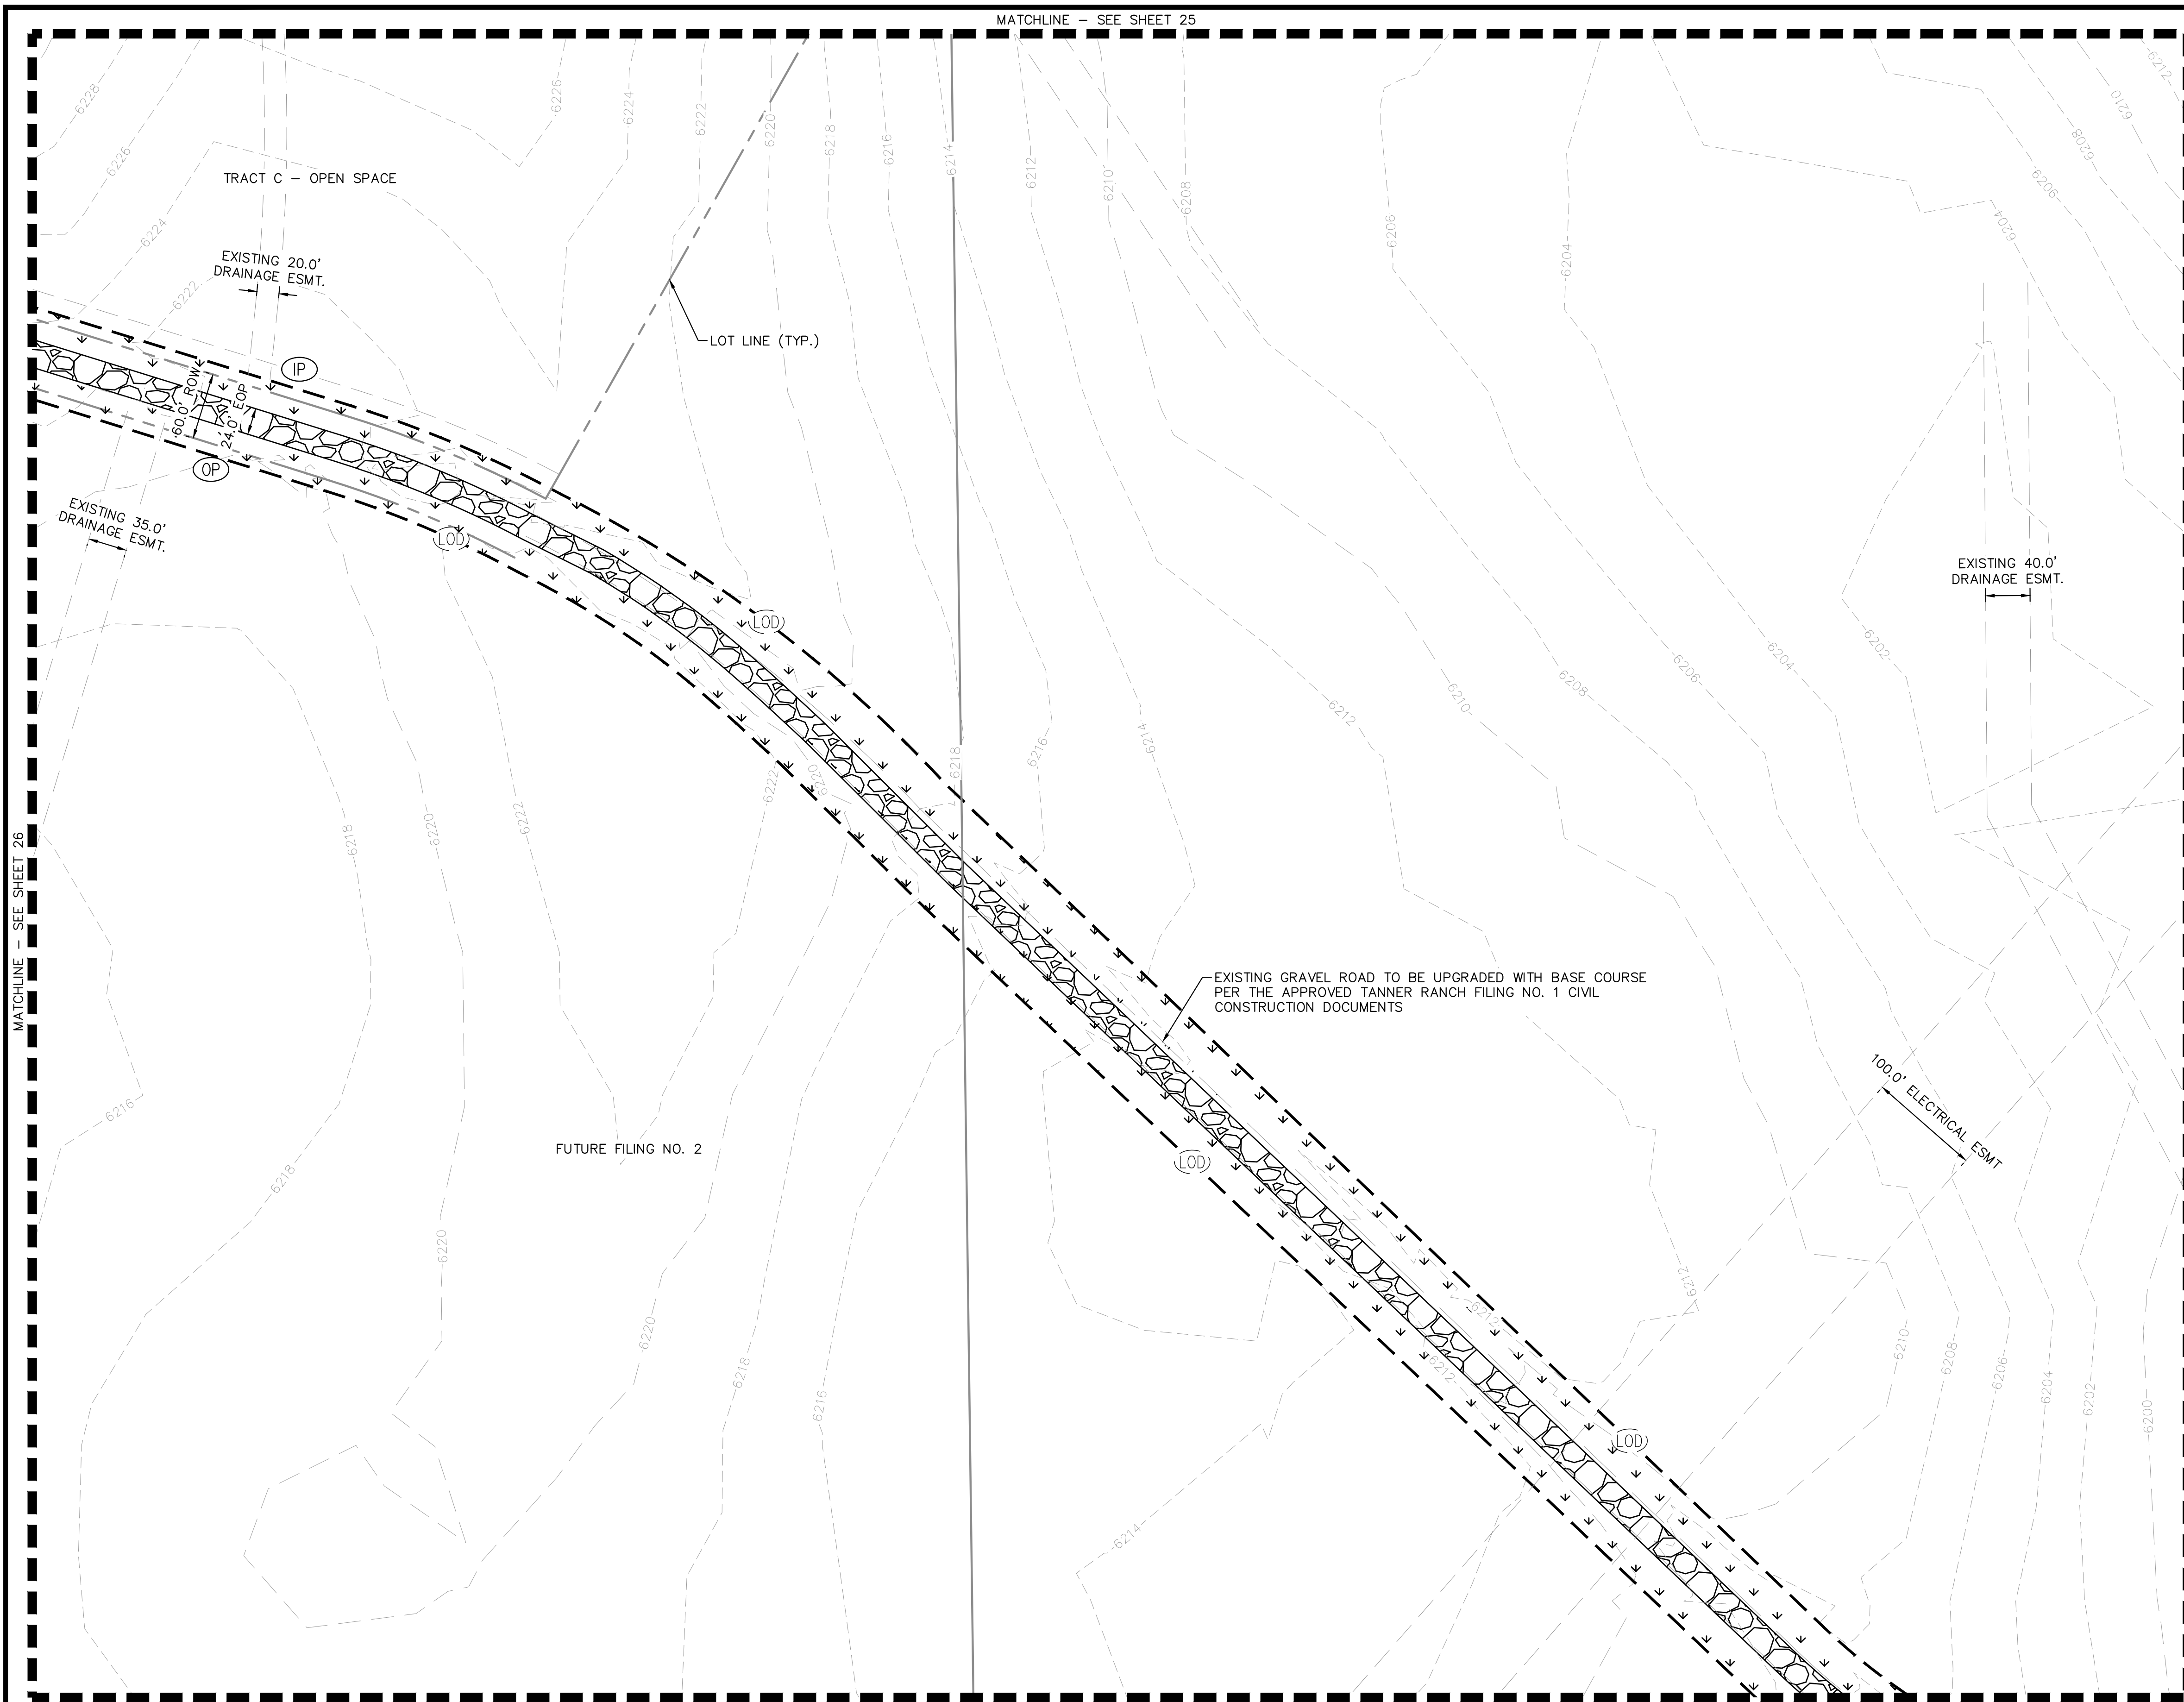 MATCHLINE – SEE SHEET 25
6228
6226
6224
6222
6226
6224
6222
6220
6218
6216
6214
6212
6210
6208
6206
6204
6212
6210
6208
6206
6204
TRACT C – OPEN SPACE
EXISTING 20.0'
DRAINAGE ESMT.
LOT LINE (TYP.)
IP
60.0' ROW
24.0' EOP
OP
EXISTING 35.0'
DRAINAGE ESMT.
LOD
LOD
EXISTING 40.0'
DRAINAGE ESMT.
6202
6204
6206
6208
6210
6212
6214
6216
6218
6220
6222
6222
6220
6218
MATCHLINE – SEE SHEET 26
EXISTING GRAVEL ROAD TO BE UPGRADED WITH BASE COURSE
PER THE APPROVED TANNER RANCH FILING NO. 1 CIVIL
CONSTRUCTION DOCUMENTS
100.0' ELECTRICAL ESMT
6216
FUTURE FILING NO. 2
LOD
6218
6220
6220
6218
6216
6212
6212
6212
6210
6208
6206
6204
6202
6200
LOD
6214